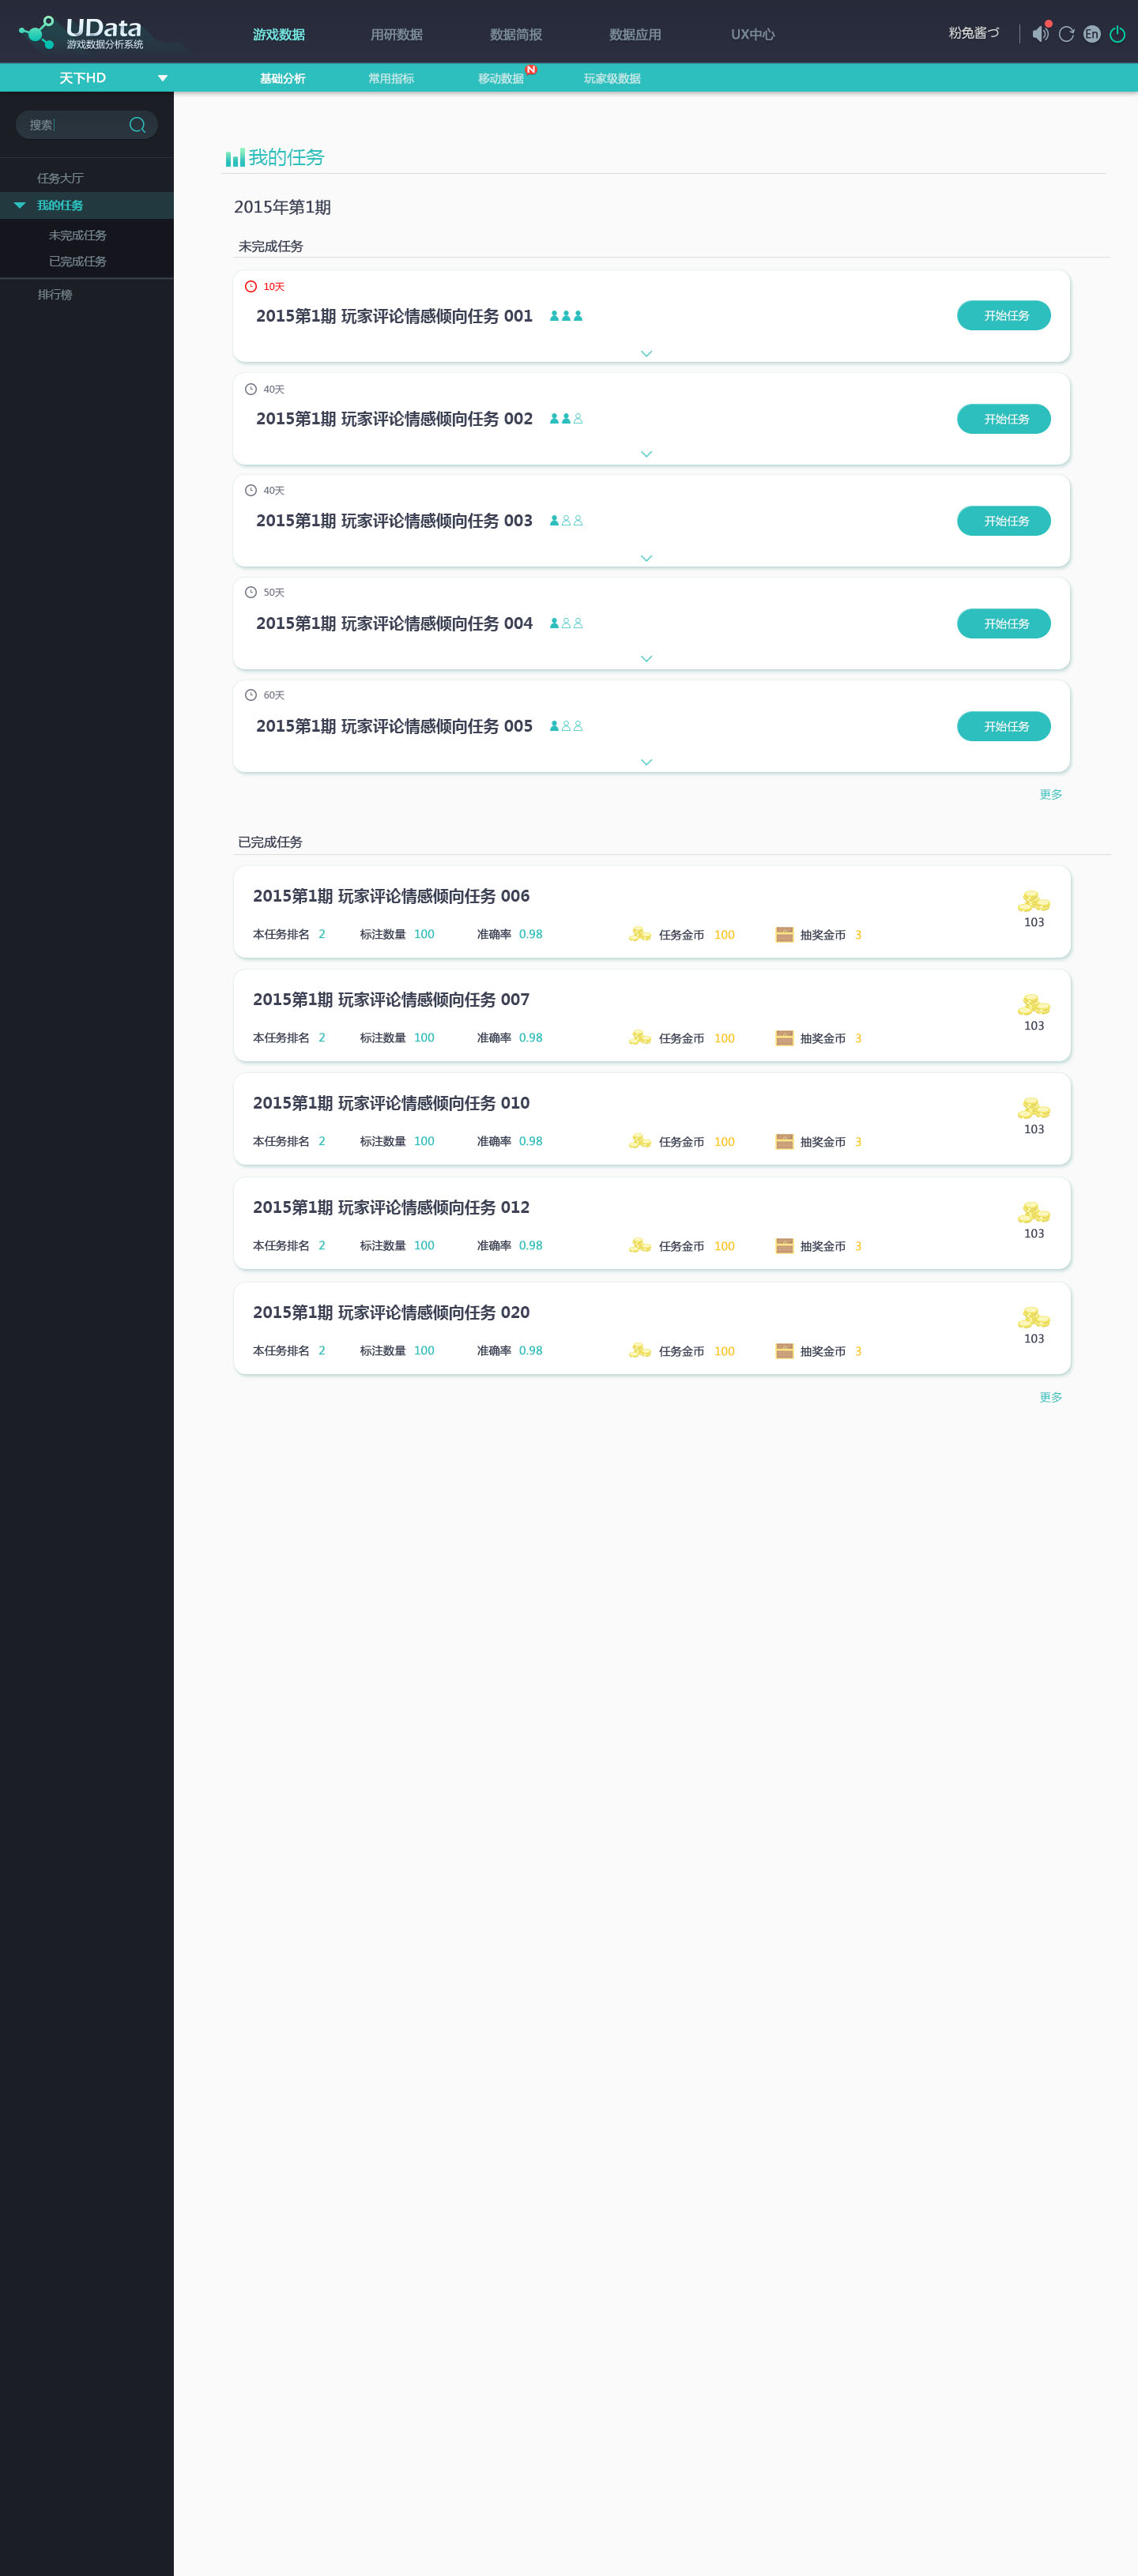 UData
游戏数据分析系统
游戏数据 用研数据 数据简报 数据应用 UX中心
粉兔酱づ
En
天下HD
基础分析 常用指标 移动数据 N 玩家级数据
搜索
任务大厅
我的任务
未完成任务
已完成任务
排行榜
我的任务
2015年第1期
未完成任务
10天
2015第1期 玩家评论情感倾向任务 001
开始任务
40天
2015第1期 玩家评论情感倾向任务 002
开始任务
40天
2015第1期 玩家评论情感倾向任务 003
开始任务
50天
2015第1期 玩家评论情感倾向任务 004
开始任务
60天
2015第1期 玩家评论情感倾向任务 005
开始任务
更多
已完成任务
2015第1期 玩家评论情感倾向任务 006
103
本任务排名 2 标注数量 100 准确率 0.98 任务金币 100 抽奖金币 3
2015第1期 玩家评论情感倾向任务 007
103
本任务排名 2 标注数量 100 准确率 0.98 任务金币 100 抽奖金币 3
2015第1期 玩家评论情感倾向任务 010
103
本任务排名 2 标注数量 100 准确率 0.98 任务金币 100 抽奖金币 3
2015第1期 玩家评论情感倾向任务 012
103
本任务排名 2 标注数量 100 准确率 0.98 任务金币 100 抽奖金币 3
2015第1期 玩家评论情感倾向任务 020
103
本任务排名 2 标注数量 100 准确率 0.98 任务金币 100 抽奖金币 3
更多